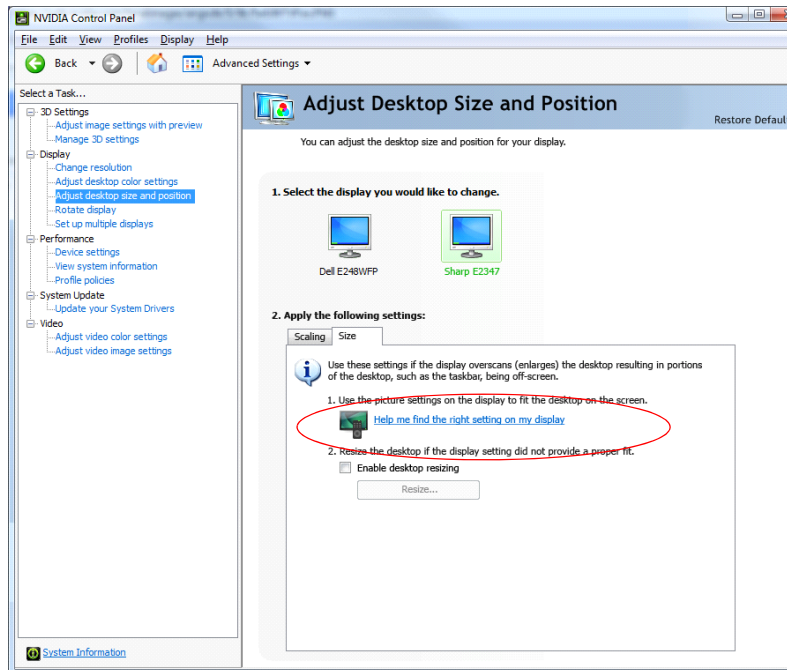 NVIDIA Control Panel
File Edit View Profiles Display Help
Back Advanced Settings
Select a Task...
3D Settings
Adjust image settings with preview
Manage 3D settings
Display
Change resolution
Adjust desktop color settings
Adjust desktop size and position
Rotate display
Set up multiple displays
Performance
Device settings
View system information
Profile policies
System Update
Update your System Drivers
Video
Adjust video color settings
Adjust video image settings
System Information
Adjust Desktop Size and Position
Restore Default
You can adjust the desktop size and position for your display.
1. Select the display you would like to change.
Dell E248WFP Sharp E2347
2. Apply the following settings:
Scaling Size
Use these settings if the display overscans (enlarges) the desktop resulting in portions
of the desktop, such as the taskbar, being off-screen.
1. Use the picture settings on the display to fit the desktop on the screen.
Help me find the right setting on my display
2. Resize the desktop if the display setting did not provide a proper fit.
Enable desktop resizing
Resize...